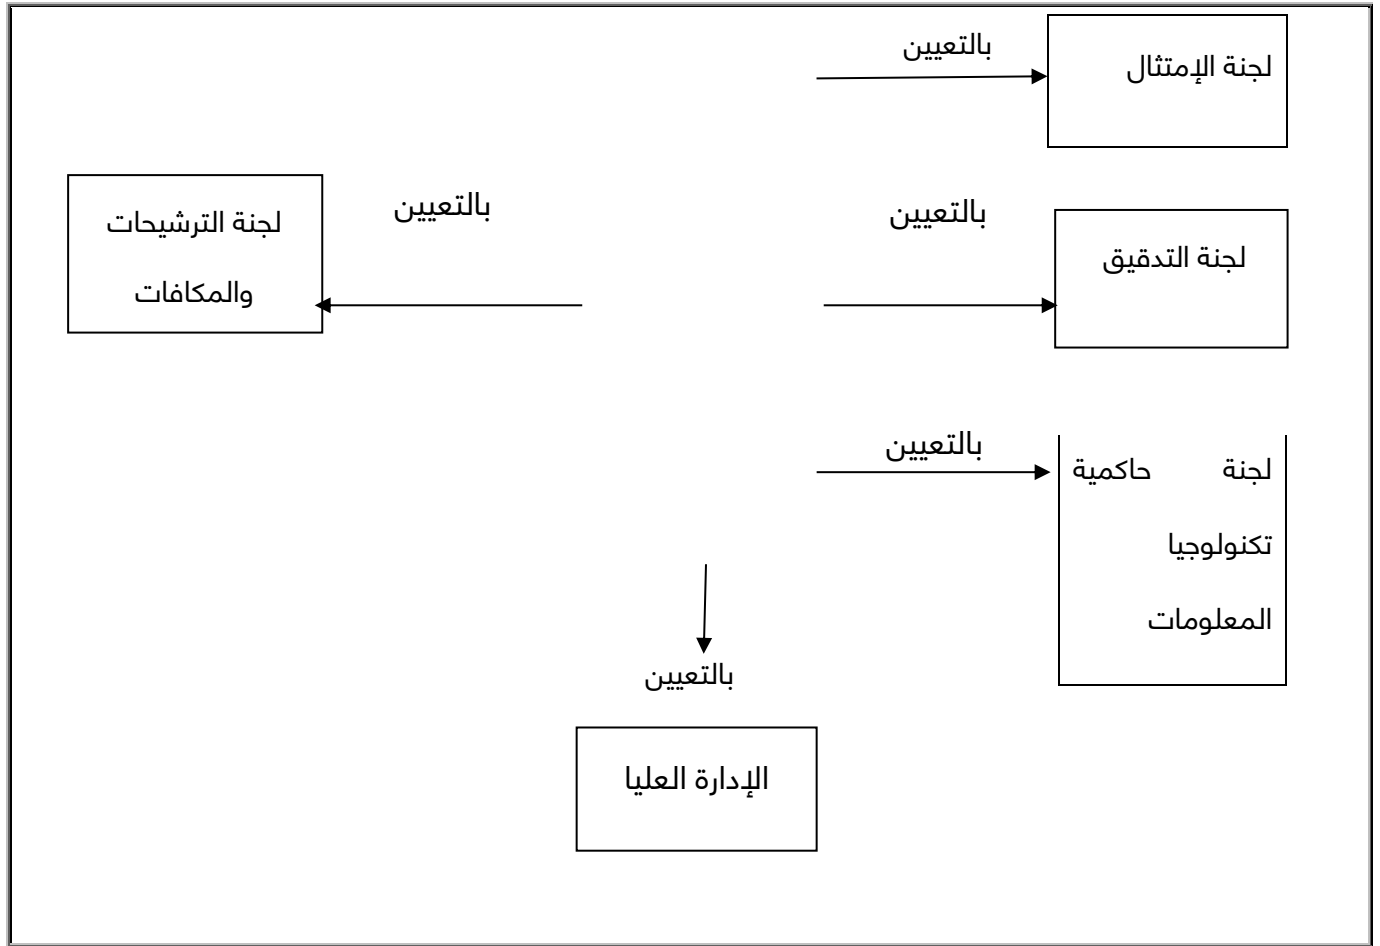 بالتعيين
لجنة الإمتثال
بالتعيين
لجنة التدقيق
بالتعيين
لجنة الترشيحات
والمكافات
بالتعيين
لجنة حاكمية
تكنولوجيا
المعلومات
بالتعيين
الإدارة العليا